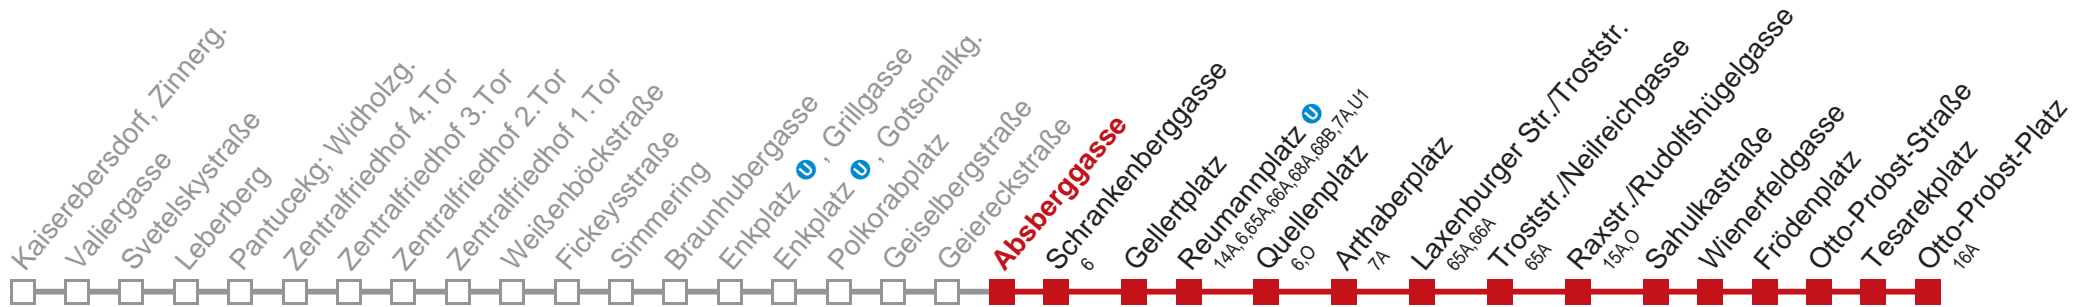 Kaiserebersdorf, Zinnerg.
Valiergasse
Svetelskystraße
Leberberg
Pantucekg; Widholzg.
Zentralfriedhof 4.Tor
Zentralfriedhof 3.Tor
Zentralfriedhof 2.Tor
Zentralfriedhof 1.Tor
Weißenböckstraße
Fickeysstraße
Simmering
Braunhubergasse
Enkplatz U , Grillgasse
Enkplatz U , Gotschalkg.
Polkorabplatz
Geiselbergstraße
Geiereckstraße
Absberggasse
Schrankenberggasse
6
Gellertplatz
Reumannplatz U
14A,6,65A,66A,68A,68B,7A,U1
Quellenplatz
6,O
Arthaberplatz
7A
Laxenburger Str./Troststr.
65A,66A
Troststr./Neilreichgasse
65A
Raxstr./Rudolfshügelgasse
15A,O
Sahulkastraße
Wienerfeldgasse
Frödenplatz
Otto-Probst-Straße
Tesarekplatz
Otto-Probst-Platz
16A